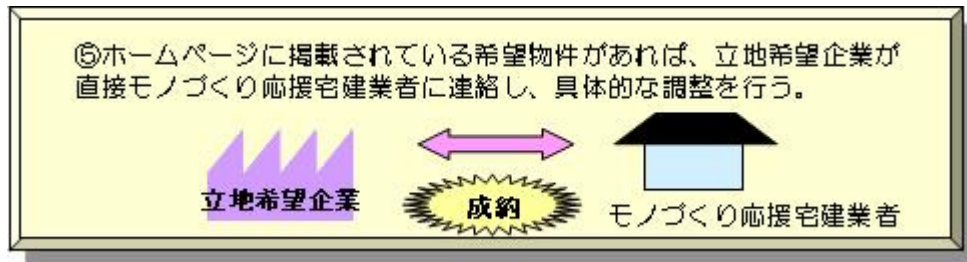 ⑤ホームページに掲載されている希望物件があれば、立地希望企業が
直接モノづくり応援宅建業者に連絡し、具体的な調整を行う。
立地希望企業
成約
モノづくり応援宅建業者